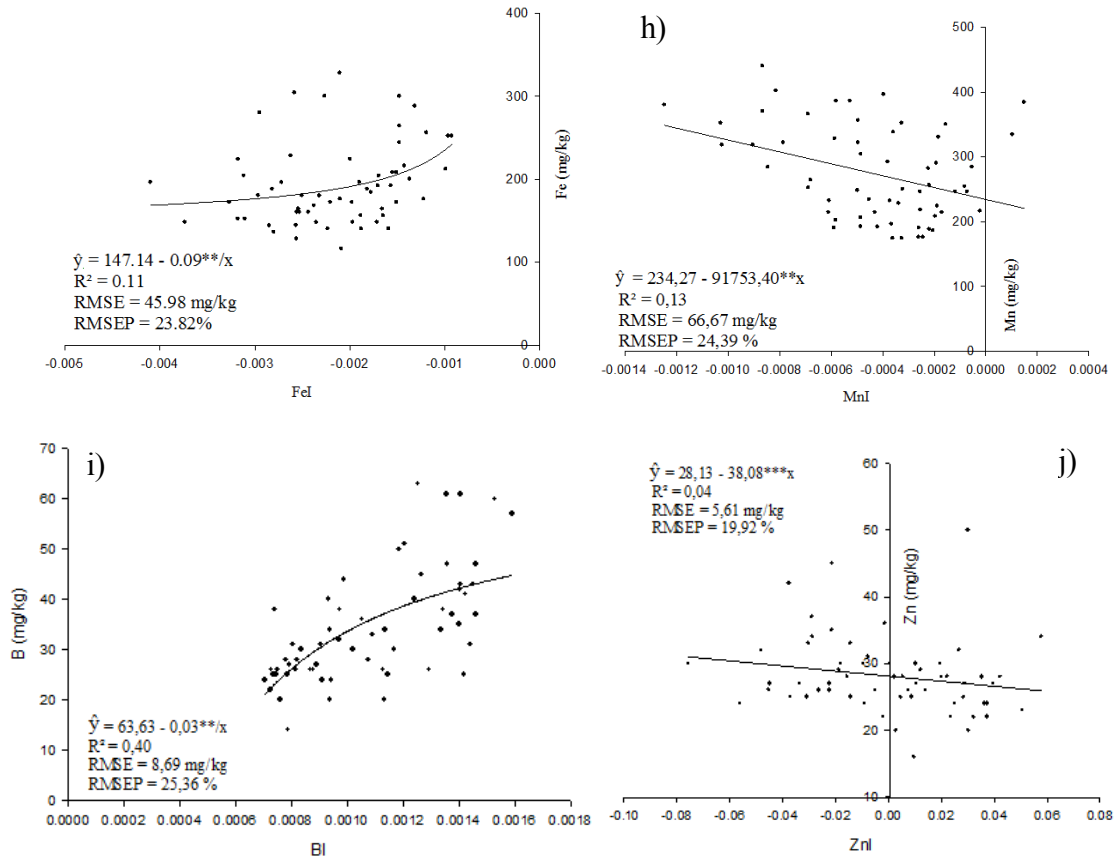 400
300
200
100
0
Fe (mg/kg)
ŷ = 147.14 - 0.09**/x
R² = 0.11
RMSE = 45.98 mg/kg
RMSEP = 23.82%
-0.005 -0.004 -0.003 -0.002 -0.001 0.000
FeI
h)
500
400
300
200
100
0
Mn (mg/kg)
ŷ = 234,27 - 91753,40**x
R² = 0,13
RMSE = 66,67 mg/kg
RMSEP = 24,39 %
-0.0014 -0.0012 -0.0010 -0.0008 -0.0006 -0.0004 -0.0002 0.0000 0.0002 0.0004
MnI
i)
70
60
50
40
30
20
10
0
B (mg/kg)
ŷ = 63,63 - 0,03**/x
R² = 0,40
RMSE = 8,69 mg/kg
RMSEP = 25,36 %
0.0000 0.0002 0.0004 0.0006 0.0008 0.0010 0.0012 0.0014 0.0016 0.0018
BI
j)
ŷ = 28,13 - 38,08***x
R² = 0,04
RMSE = 5,61 mg/kg
RMSEP = 19,92 %
60
50
40
30
20
10
Zn (mg/kg)
-0.10 -0.08 -0.06 -0.04 -0.02 0.00 0.02 0.04 0.06 0.08
ZnI